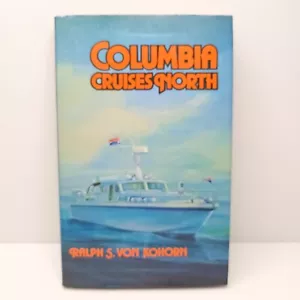 COLUMBIA
CRUISES NORTH
RALPH S. VON KOHORN